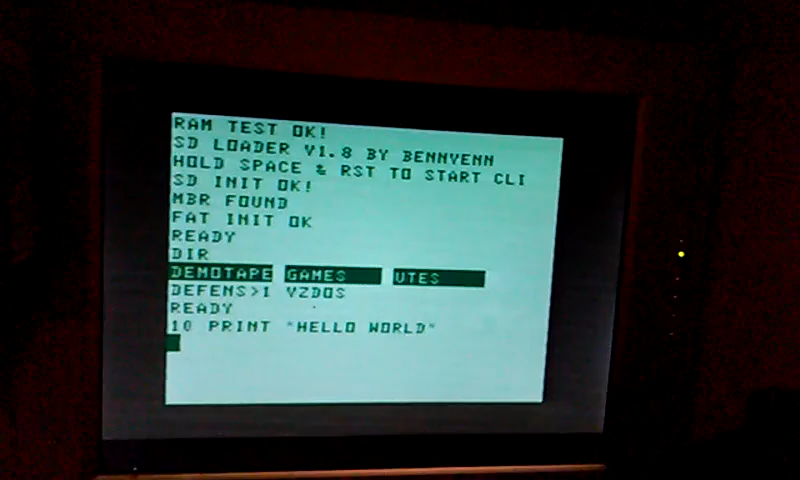 RAM TEST OK!
SD LOADER V1.8 BY BENNVENN
HOLD SPACE & RST TO START CLI
SD INIT OK!
MBR FOUND
FAT INIT OK
READY
DIR
DEMOTAPE GAMES UTES
DEFENS>1 VZDOS
READY
10 PRINT "HELLO WORLD"